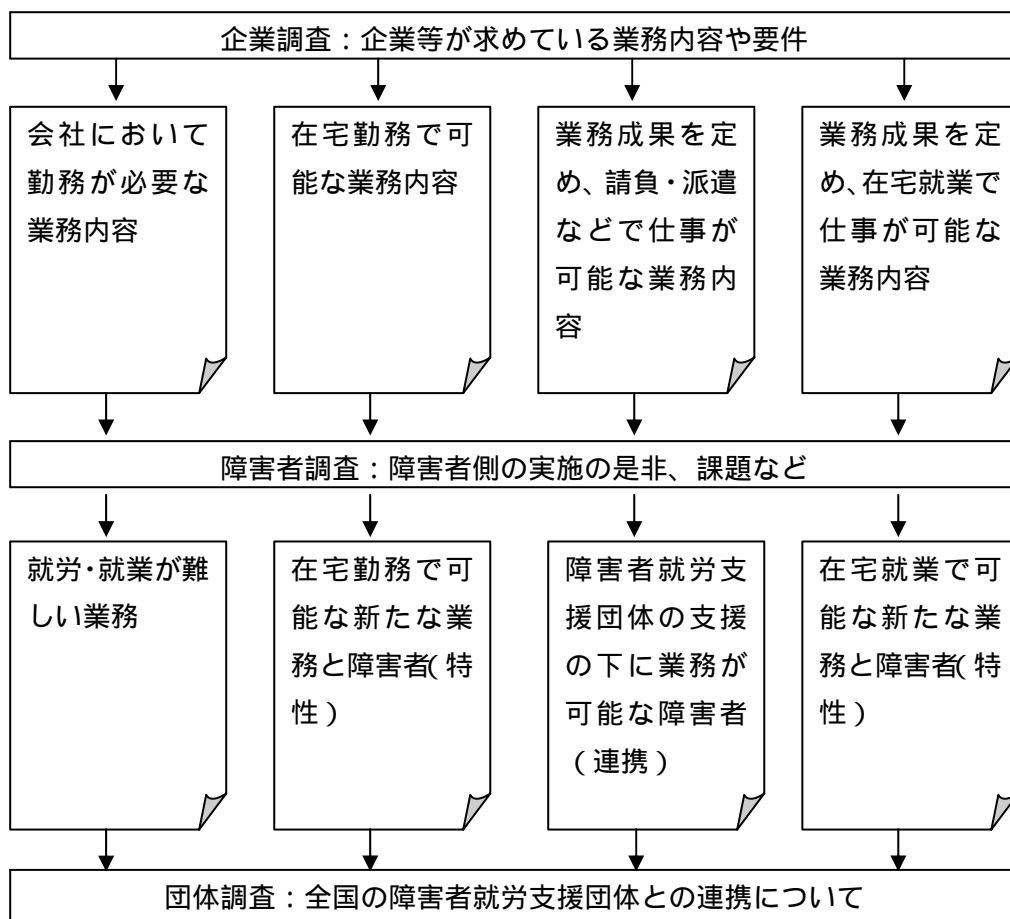 企業調査：企業等が求めている業務内容や要件
会社において
勤務が必要な
業務内容
在宅勤務で可
能な業務内容
業務成果を定
め、請負・派遣
などで仕事が
可能な業務内
容
業務成果を定
め、在宅就業で
仕事が可能な
業務内容
障害者調査：障害者側の実施の是非、課題など
就労・就業が難
しい業務
在宅勤務で可
能な新たな業
務と障害者（特
性）
障害者就労支
援団体の支援
の下に業務が
可能な障害者
（連携）
在宅就業で可
能な新たな業
務と障害者（特
性）
団体調査：全国の障害者就労支援団体との連携について